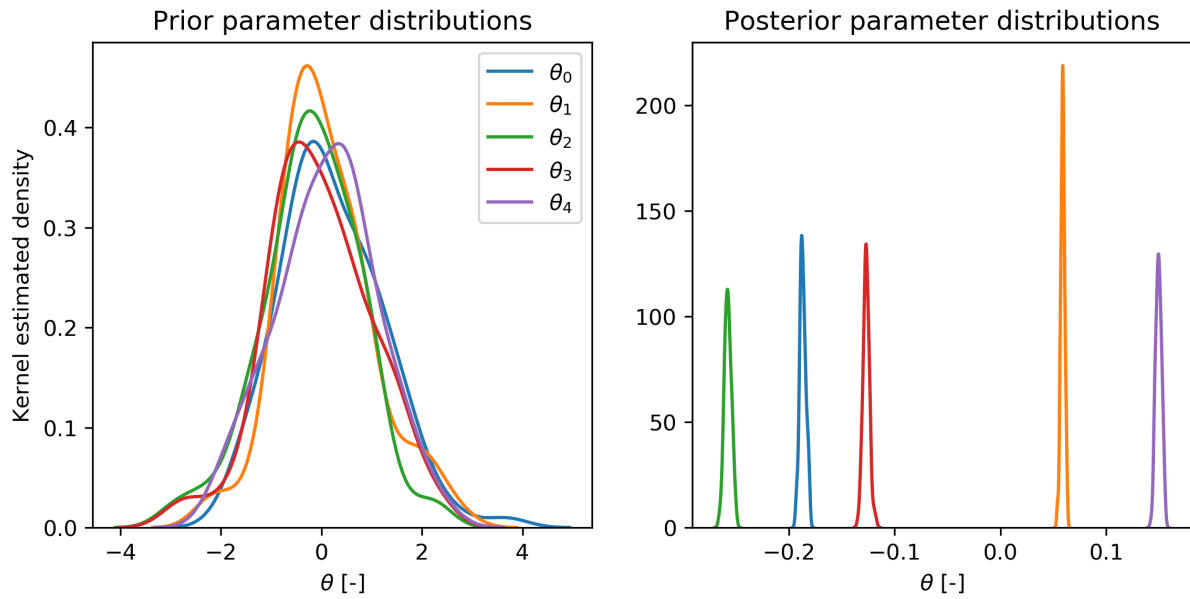 Prior parameter distributions
Kernel estimated density
0.4
0.3
0.2
0.1
0.0
−4
−2
0
2
4
θ [-]
θ₀
θ₁
θ₂
θ₃
θ₄
Posterior parameter distributions
200
150
100
50
0
−0.2
−0.1
0.0
0.1
θ [-]